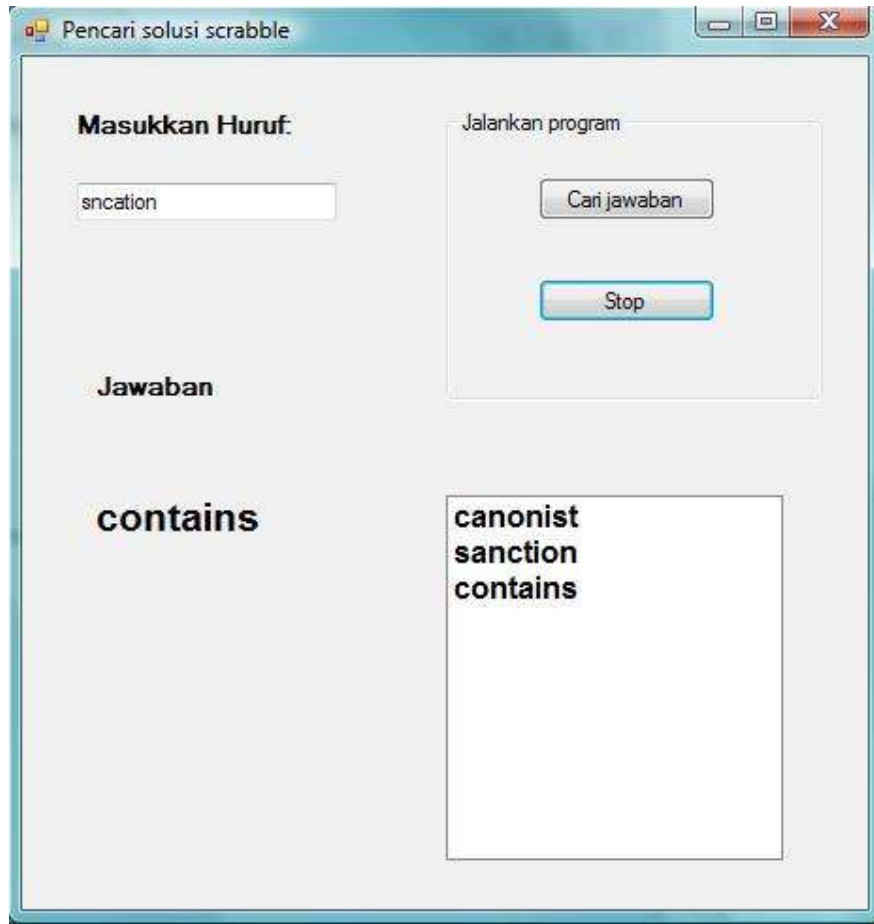 Pencari solusi scrabble
Masukkan Huruf:
Jalankan program
sncation
Cari jawaban
Stop
Jawaban
contains
canonist
sanction
contains